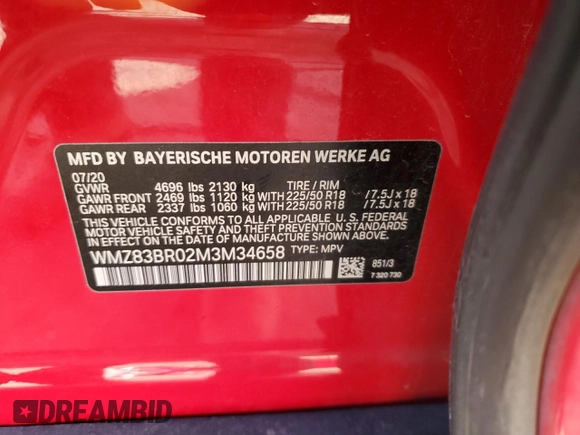 MFD BY BAYERISCHE MOTOREN WERKE AG
07/20
GVWR 4696 lbs 2130 kg TIRE / RIM
GAWR FRONT 2469 lbs 1120 kg WITH 225/50 R18 /7.5J x 18
GAWR REAR 2337 lbs 1060 kg WITH 225/50 R18 /7.5J x 18
THIS VEHICLE CONFORMS TO ALL APPLICABLE U. S. FEDERAL
MOTOR VEHICLE SAFETY AND THEFT PREVENTION STANDARDS
IN EFFECT ON THE DATE OF MANUFACTURE SHOWN ABOVE.
WMZ83BR02M3M34658 TYPE: MPV
851/3
7 320 730
DREAMBID